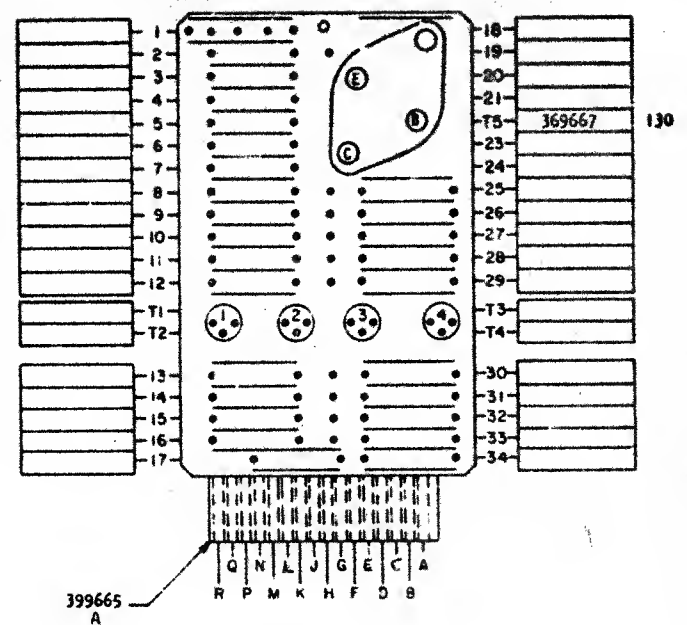 1 18
2 19
3 E 20
4 21
5 B T5 369667 130
6 C 23
7 24
8 25
9 26
10 27
11 28
12 29
T1 1 2 3 4 T3
T2 T4
13 30
14 31
15 32
16 33
17 34
Q N L J G E C A
R P M K H F D B
399665
A